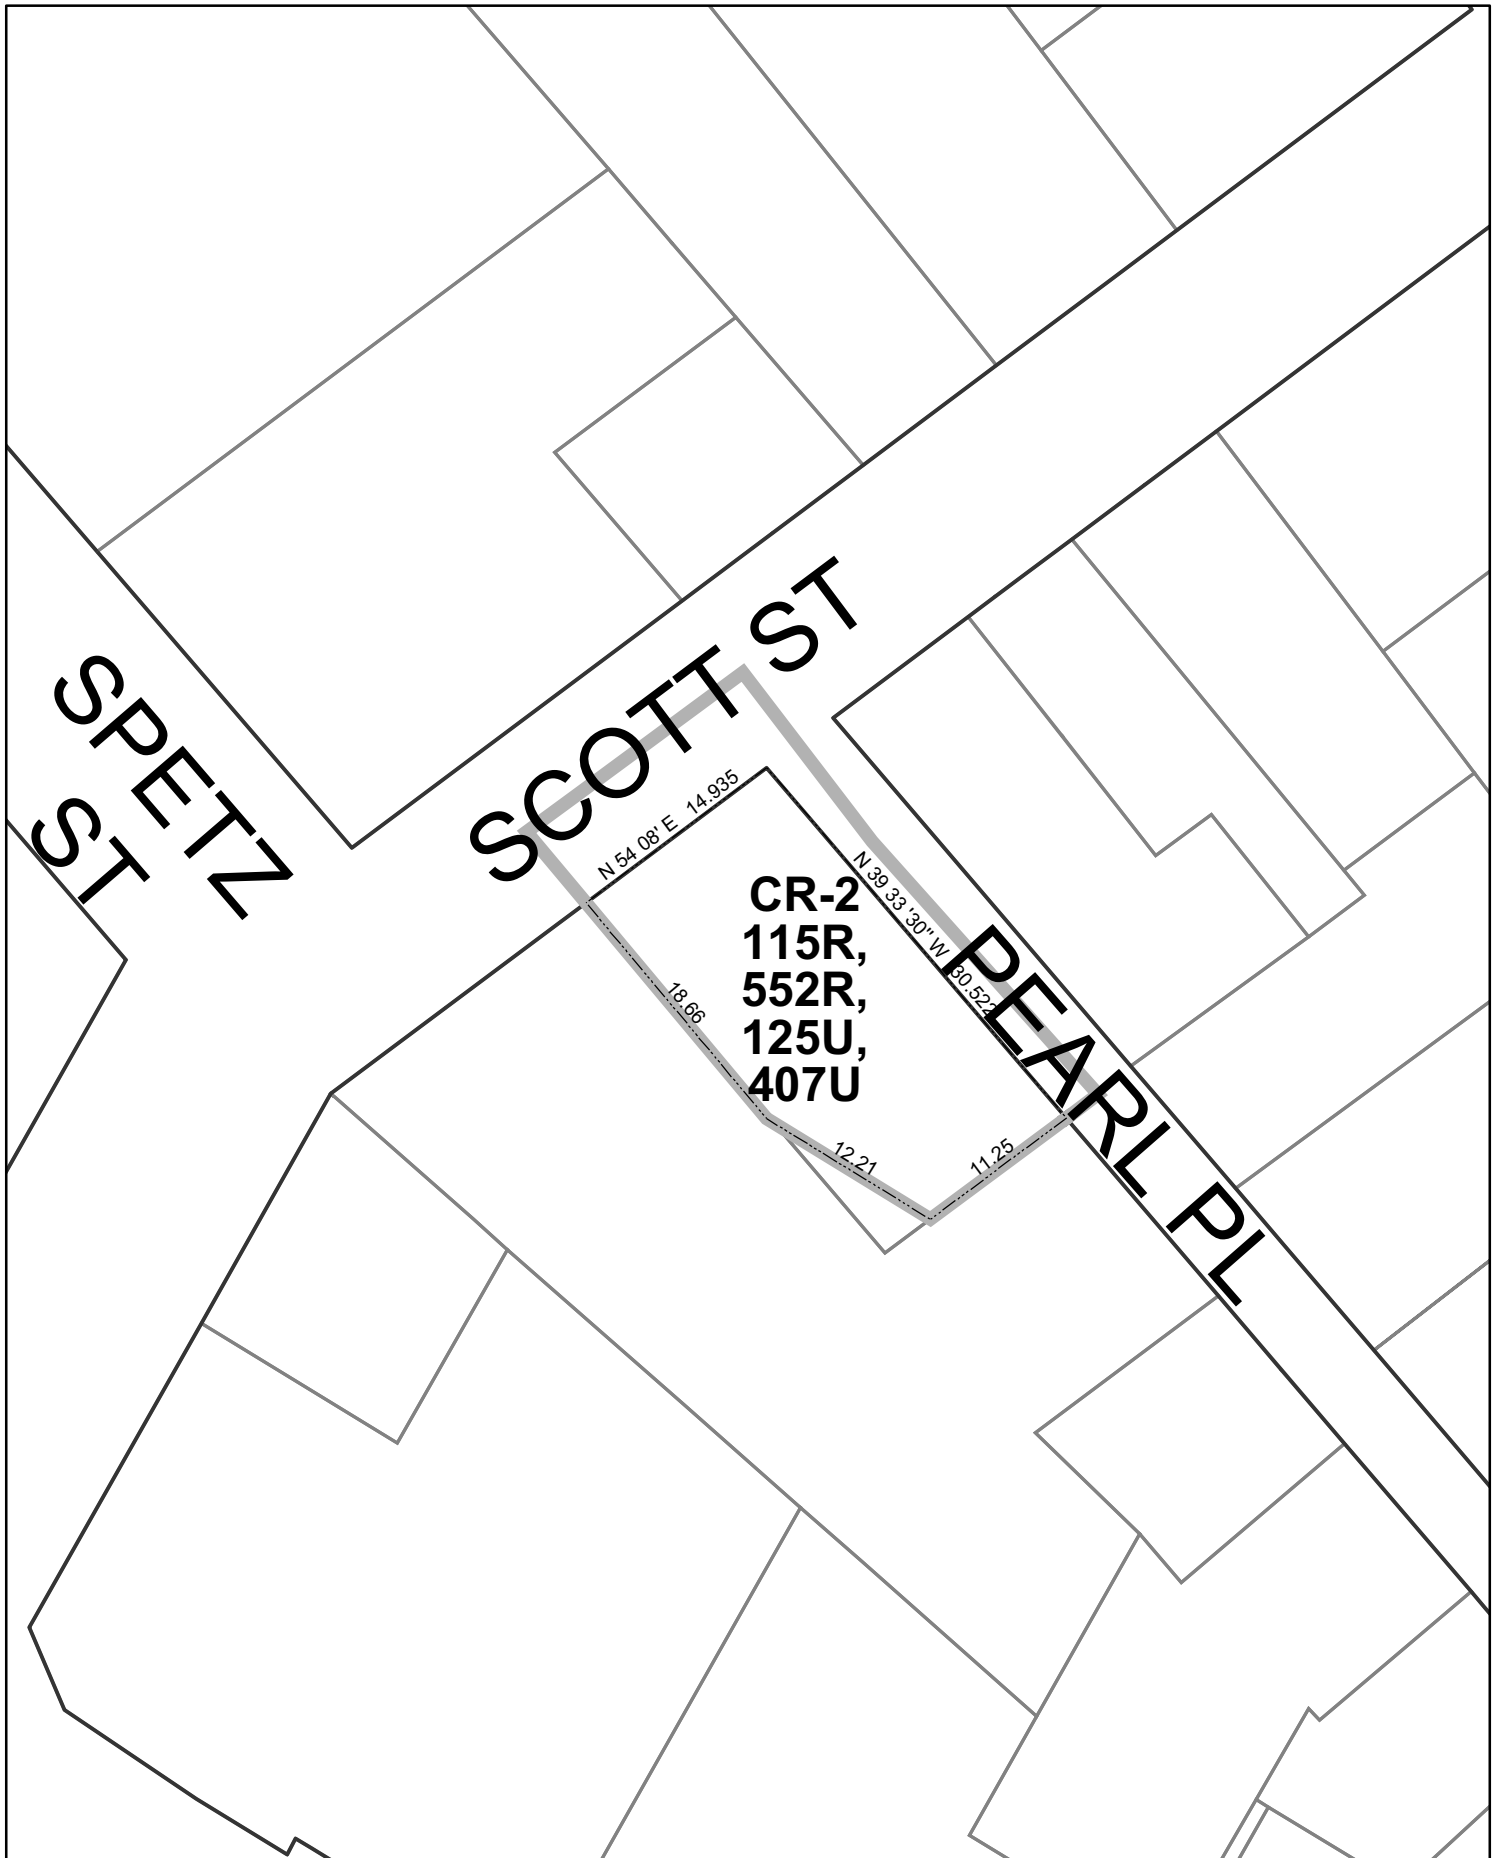 SCOTT ST
SPETZ
ST
N 54 08' E 14.935
N 39 33 '30" W 30.522
CR-2
115R,
552R,
125U,
407U
18.66
12.21
11.25
PEARL PL